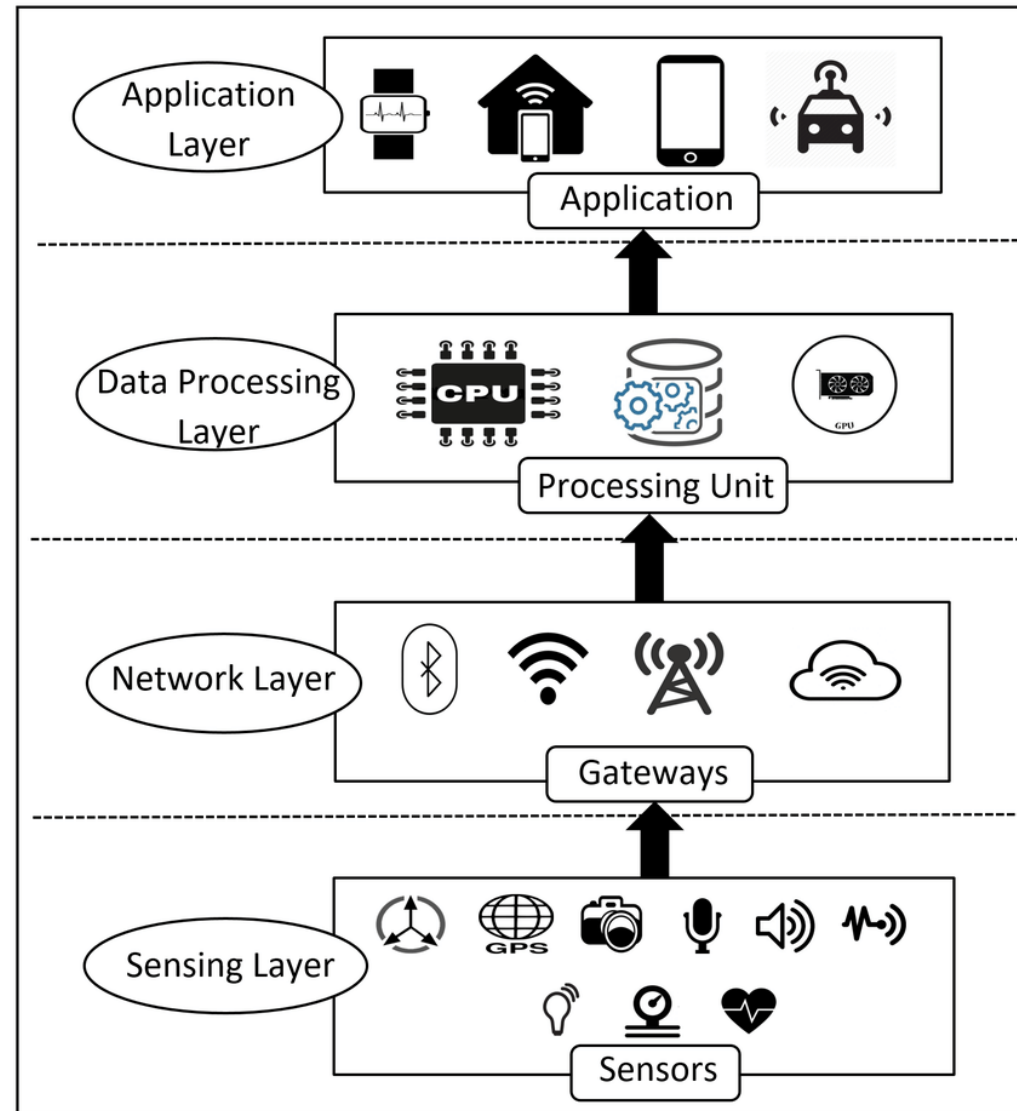 Application
Layer
Application
Data Processing
Layer
CPU
GPU
Processing Unit
Network Layer
Gateways
Sensing Layer
GPS
Sensors